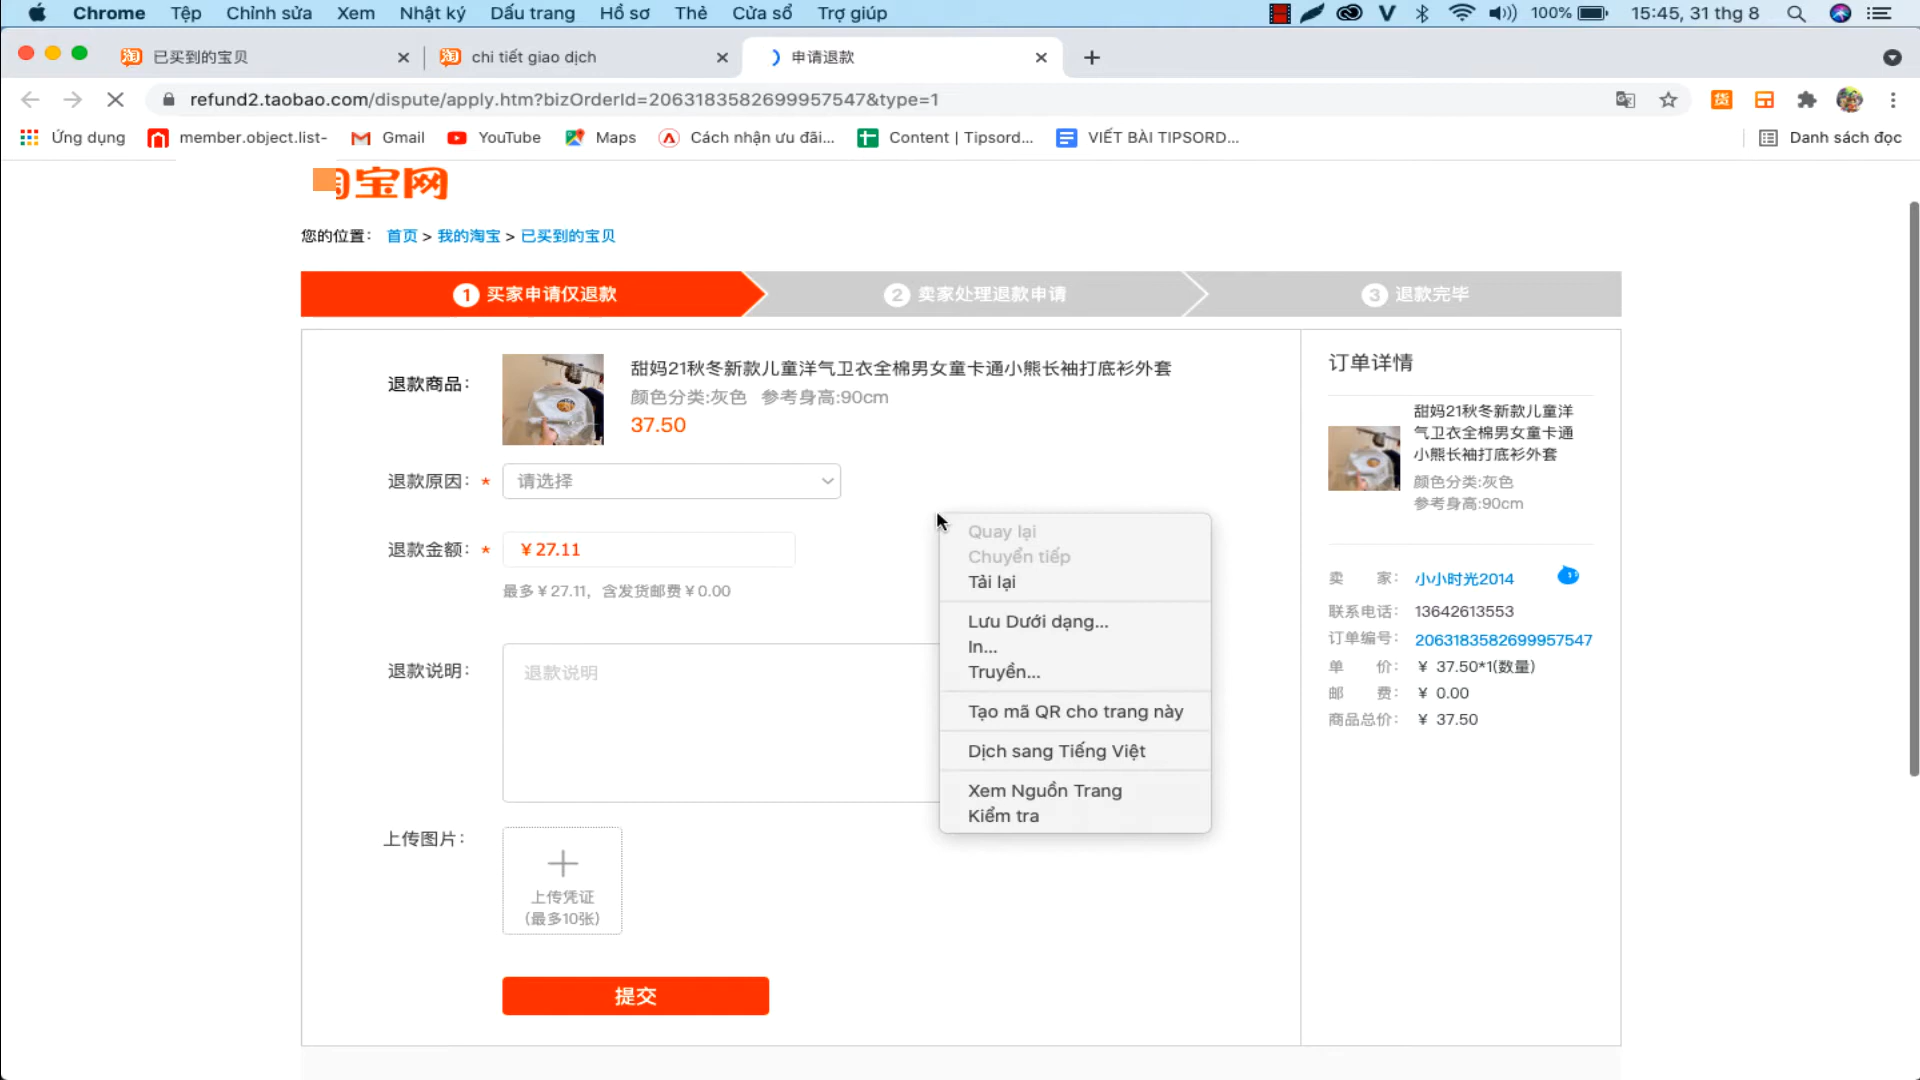 Chrome Tệp Chỉnh sửa Xem Nhật ký Dấu trang Hồ sơ Thẻ Cửa sổ Trợ giúp 100% 15:45, 31 thg 8
已买到的宝贝 chi tiết giao dịch 申请退款
refund2.taobao.com/dispute/apply.htm?bizOrderId=2063183582699957547&type=1
Ứng dụng member.object.list- Gmail YouTube Maps Cách nhận ưu đãi... Content | Tipsord... VIẾT BÀI TIPSORD... Danh sách đọc
宝网
您的位置： 首页 > 我的淘宝 > 已买到的宝贝
1 买家申请仅退款 2 卖家处理退款申请 3 退款完毕
退款商品：
甜妈21秋冬新款儿童洋气卫衣全棉男女童卡通小熊长袖打底衫外套
颜色分类:灰色 参考身高:90cm
37.50
退款原因： * 请选择
退款金额： * ￥27.11
最多￥27.11，含发货邮费￥0.00
退款说明： 退款说明
上传图片：
上传凭证
(最多10张)
提交
Quay lại
Chuyển tiếp
Tải lại
Lưu Dưới dạng...
In...
Truyền...
Tạo mã QR cho trang này
Dịch sang Tiếng Việt
Xem Nguồn Trang
Kiểm tra
订单详情
甜妈21秋冬新款儿童洋
气卫衣全棉男女童卡通
小熊长袖打底衫外套
颜色分类:灰色
参考身高:90cm
卖家： 小小时光2014
联系电话： 13642613553
订单编号： 2063183582699957547
单价： ￥ 37.50*1(数量)
邮费： ￥ 0.00
商品总价： ￥ 37.50